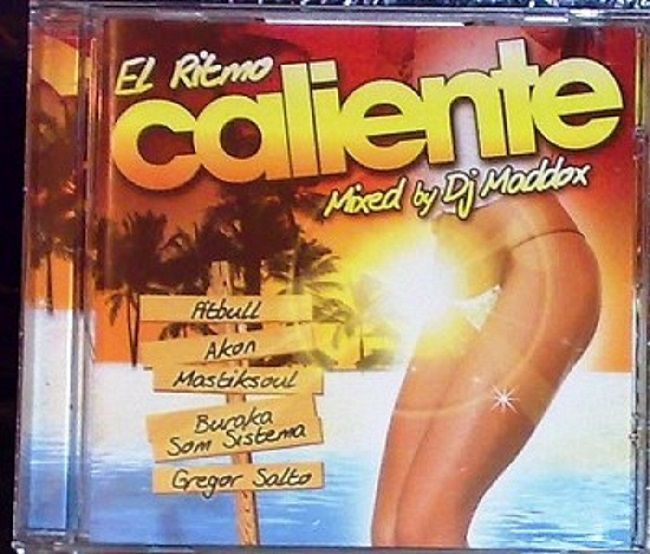 El Ritmo
caliente
Mixed by Dj Maddox
Pitbull
Akon
Mastiksoul
Buraka
Som Sistema
Gregor Salto